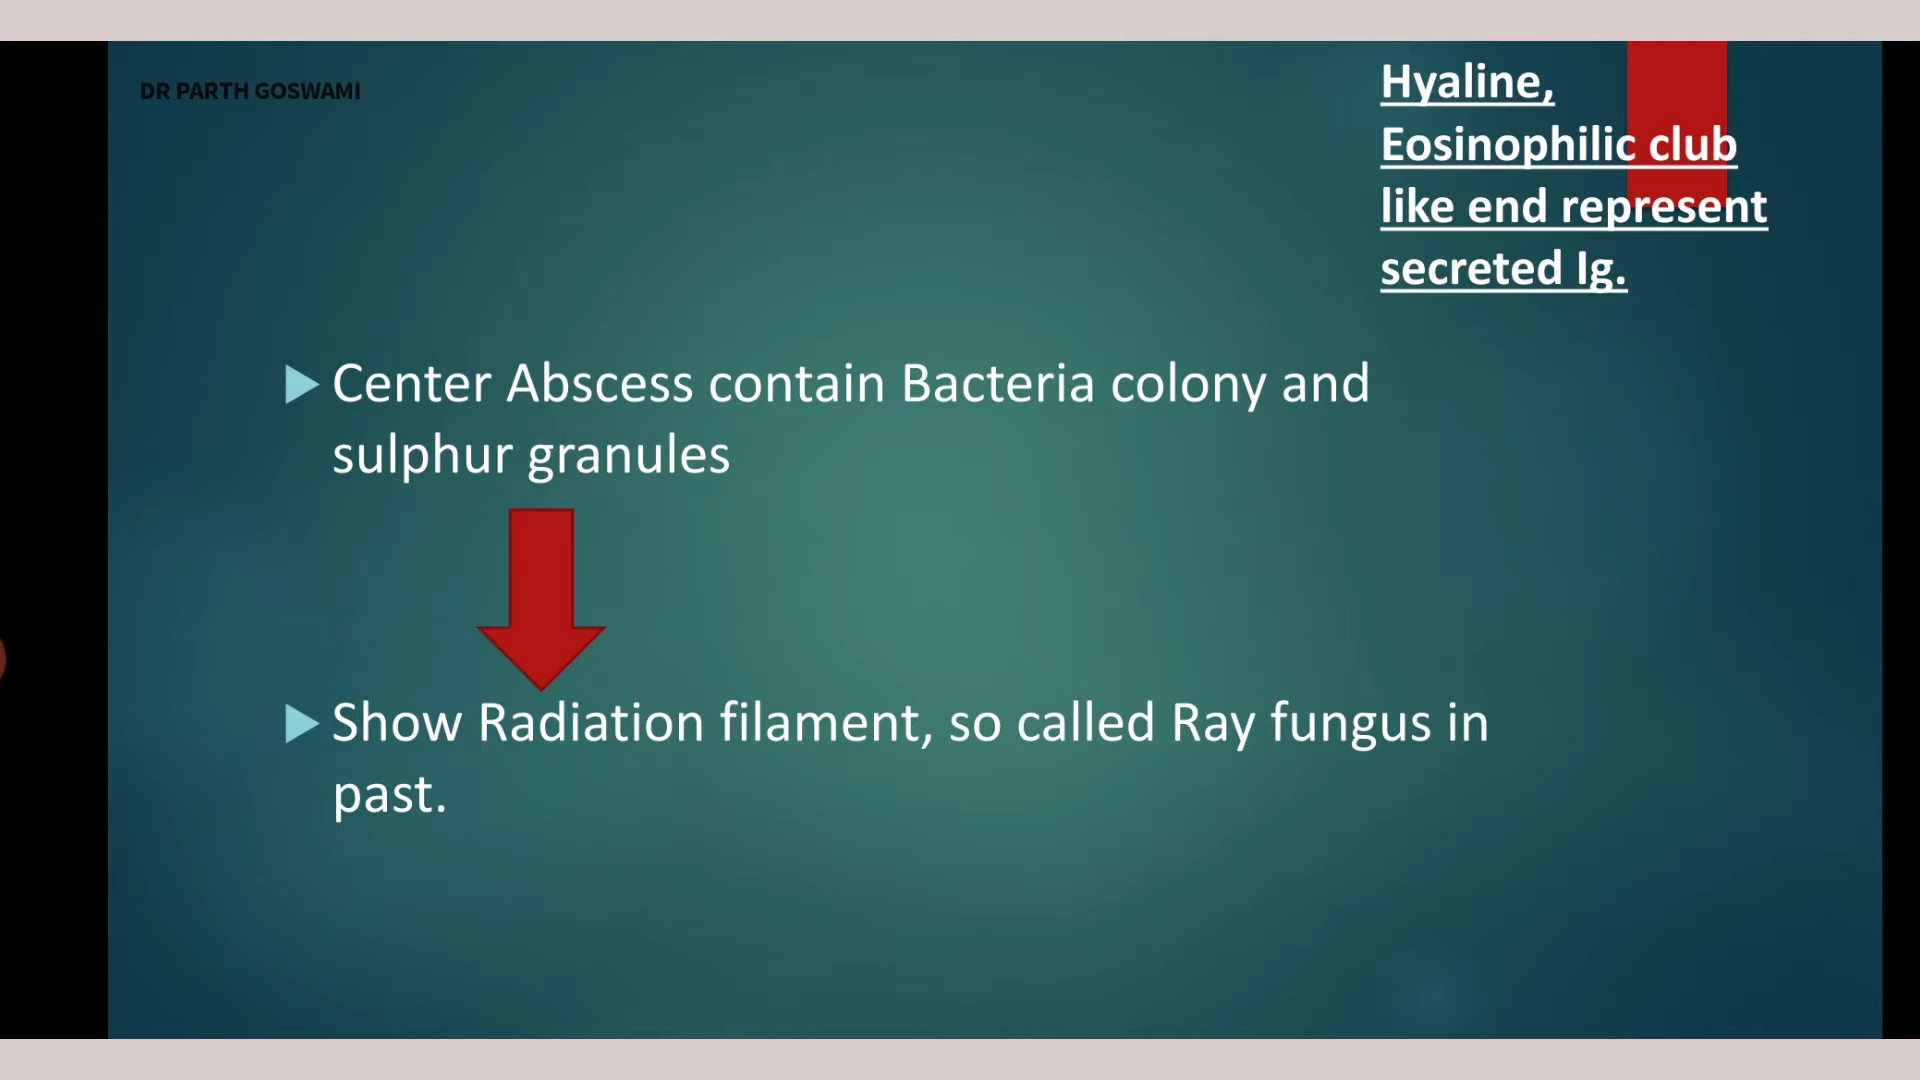 DR PARTH GOSWAMI
Hyaline,
Eosinophilic club
like end represent
secreted Ig.
Center Abscess contain Bacteria colony and
sulphur granules
Show Radiation filament, so called Ray fungus in
past.